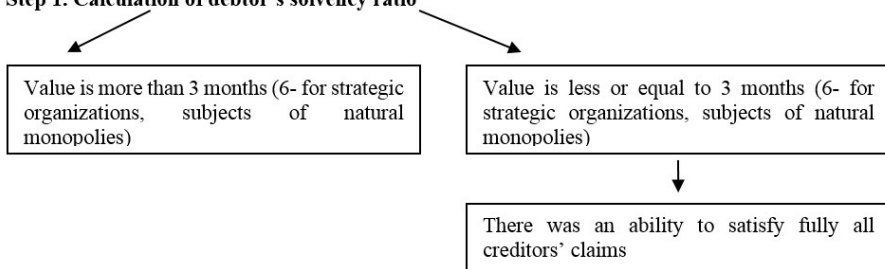 Step 1. Calculation of debtor's solvency ratio
Value is more than 3 months (6- for strategic
organizations, subjects of natural
monopolies)
Value is less or equal to 3 months (6- for
strategic organizations, subjects of natural
monopolies)
There was an ability to satisfy fully all
creditors' claims